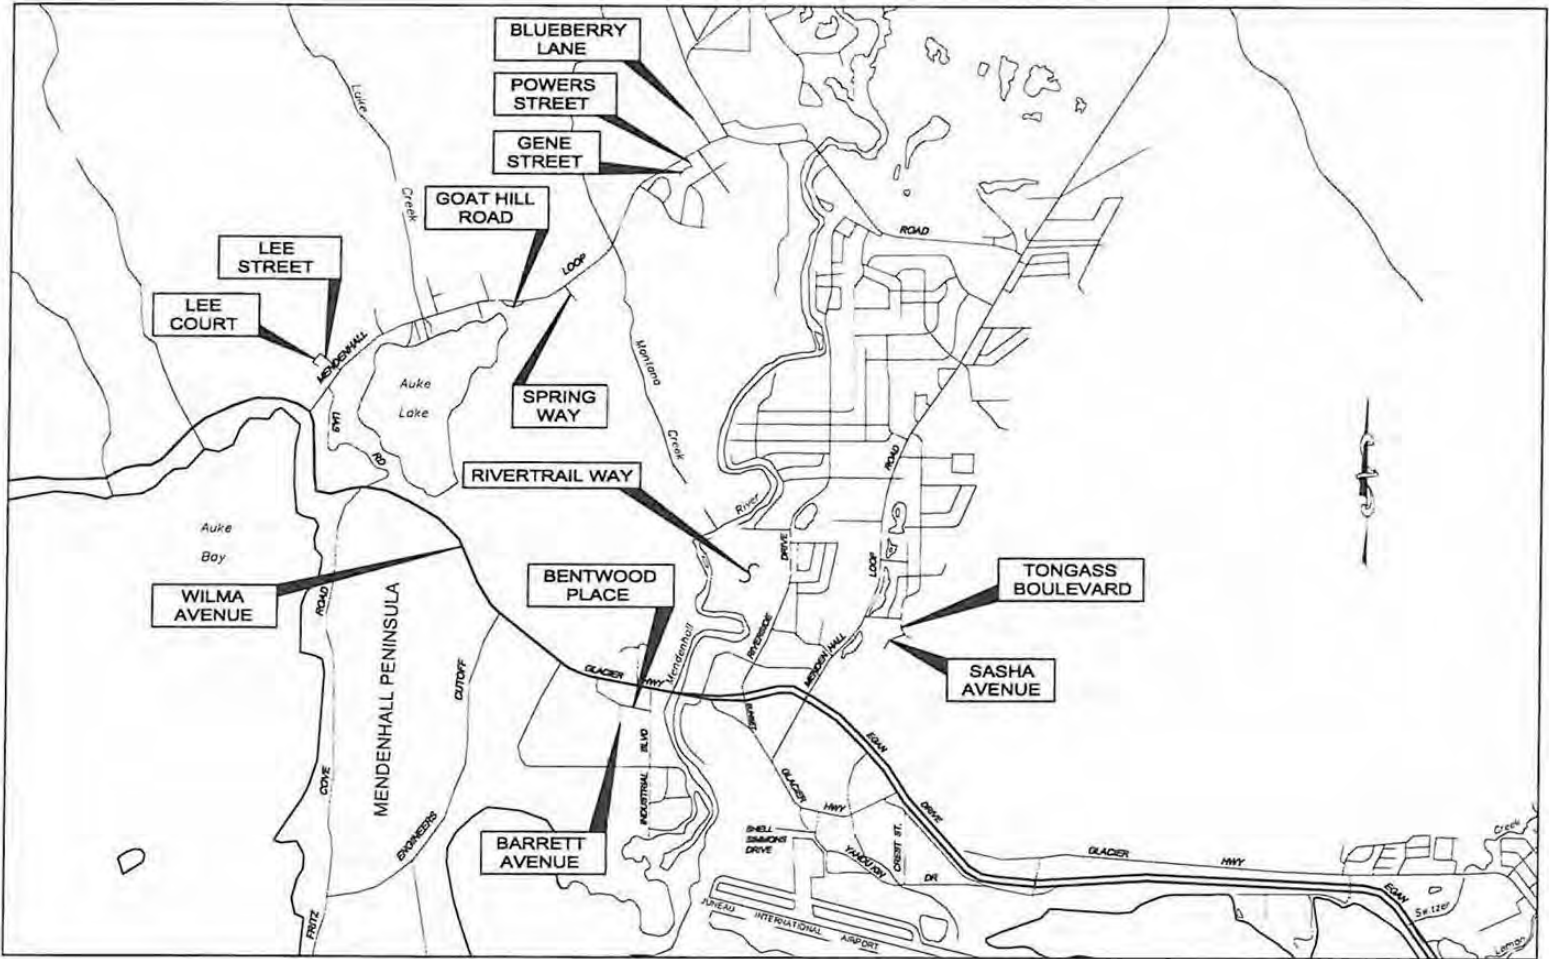 BLUEBERRY
LANE
POWERS
STREET
GENE
STREET
GOAT HILL
ROAD
LEE
STREET
LEE
COURT
Lake
Creek
LOOP
ROAD
MENDENHALL
Auke
Lake
SPRING
WAY
Montana
Creek
RD
ROAD
RIVERTRAIL WAY
River
Auke
Bay
DRIVE
LOOP
BENTWOOD
PLACE
TONGASS
BOULEVARD
WILMA
AVENUE
ROAD
MENDENHALL PENINSULA
CUTOFF
Mendenhall
RIVERSIDE
MENDENHALL
SASHA
AVENUE
GLACIER
HWY
EGAN
INDUSTRIAL BLVD
COVE
GLACIER
HWY
DRIVE
ENGINEERS
BARRETT
AVENUE
SHELL
SIMMONS
DRIVE
YANDUKIN
CREST ST.
DR
GLACIER
HWY
Creek
EGAN
Switzer
Lemon
FRITZ
JUNEAU INTERNATIONAL AIRPORT